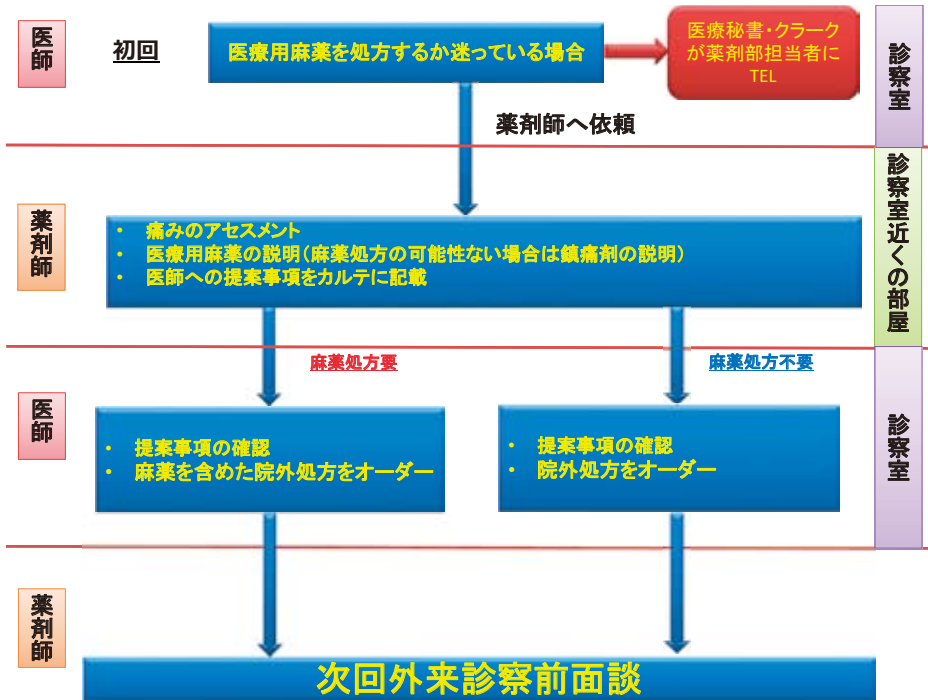 医師
初回
医療用麻薬を処方するか迷っている場合
医療秘書・クラーク
が薬剤部担当者に
TEL
診察室
薬剤師へ依頼
薬剤師
・ 痛みのアセスメント
・ 医療用麻薬の説明(麻薬処方の可能性ない場合は鎮痛剤の説明)
・ 医師への提案事項をカルテに記載
診察室近くの部屋
麻薬処方要
麻薬処方不要
医師
・ 提案事項の確認
・ 麻薬を含めた院外処方をオーダー
・ 提案事項の確認
・ 院外処方をオーダー
診察室
薬剤師
次回外来診察前面談